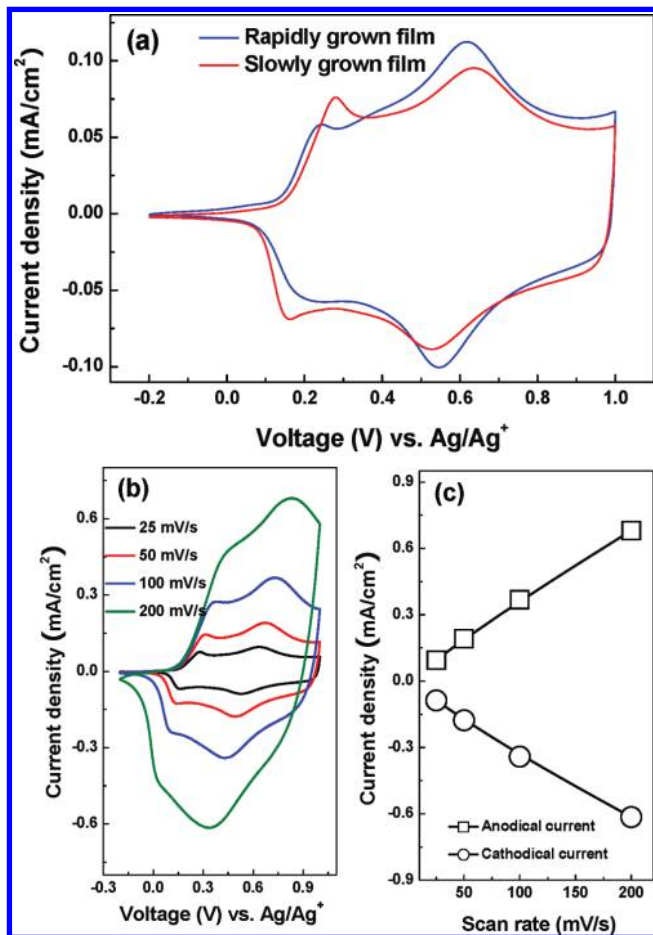 (a)
Rapidly grown film
Slowly grown film
0.10
0.05
0.00
-0.05
-0.10
Current density (mA/cm²)
-0.2 0.0 0.2 0.4 0.6 0.8 1.0
Voltage (V) vs. Ag/Ag⁺
(b)
25 mV/s
50 mV/s
100 mV/s
200 mV/s
0.6
0.3
0.0
-0.3
-0.6
Current density (mA/cm²)
-0.3 0.0 0.3 0.6 0.9
Voltage (V) vs. Ag/Ag⁺
(c)
0.9
0.6
0.3
0.0
-0.3
-0.6
-0.9
Current density (mA/cm²)
Anodical current
Cathodical current
50 100 150 200
Scan rate (mV/s)